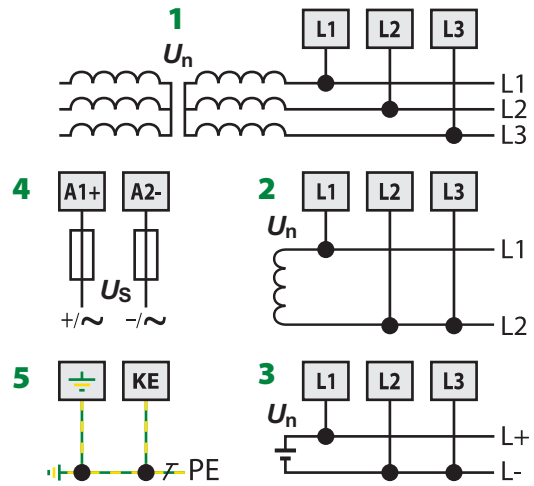 1
Un
L1 L2 L3
L1
L2
L3
4
A1+ A2-
US
+/~ -/~
2
Un
L1 L2 L3
L1
L2
5
KE
PE
3
Un
L1 L2 L3
L+
L-